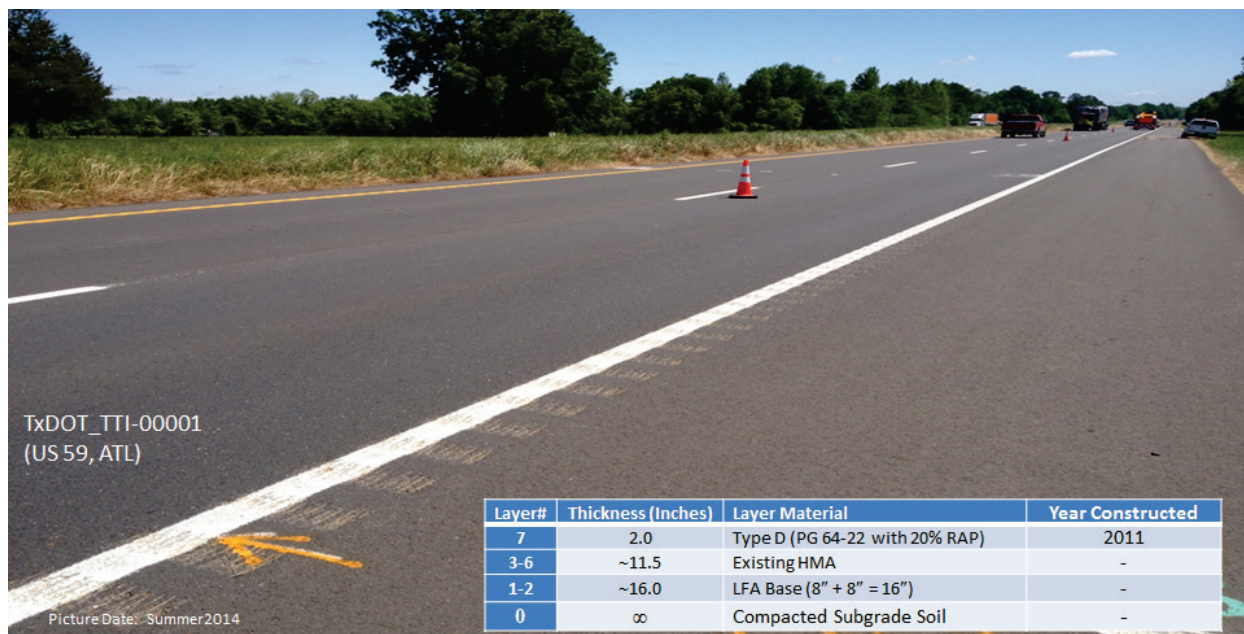 TxDOT_TTI-00001
(US 59, ATL)
Picture Date:  Summer2014
Layer# Thickness (Inches) Layer Material Year Constructed
7 2.0 Type D (PG 64-22 with 20% RAP) 2011
3-6 ~11.5 Existing HMA -
1-2 ~16.0 LFA Base (8” + 8” = 16”) -
0 ∞ Compacted Subgrade Soil -